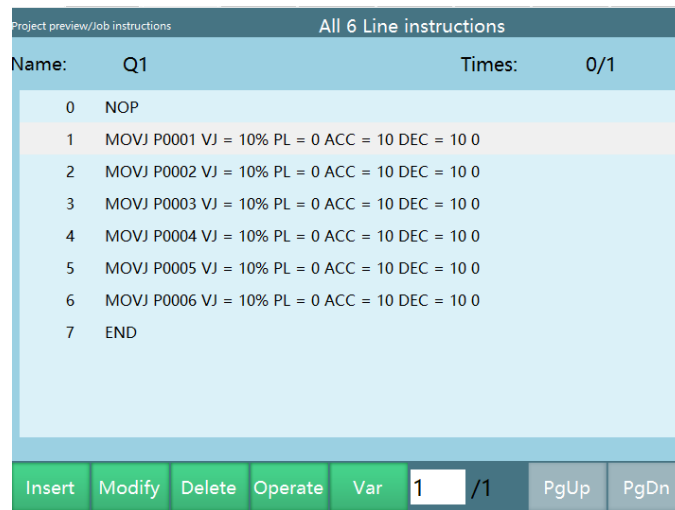 Project preview/Job instructions All 6 Line instructions
Name: Q1 Times: 0/1
0 NOP
1 MOVJ P0001 VJ = 10% PL = 0 ACC = 10 DEC = 10 0
2 MOVJ P0002 VJ = 10% PL = 0 ACC = 10 DEC = 10 0
3 MOVJ P0003 VJ = 10% PL = 0 ACC = 10 DEC = 10 0
4 MOVJ P0004 VJ = 10% PL = 0 ACC = 10 DEC = 10 0
5 MOVJ P0005 VJ = 10% PL = 0 ACC = 10 DEC = 10 0
6 MOVJ P0006 VJ = 10% PL = 0 ACC = 10 DEC = 10 0
7 END
Insert Modify Delete Operate Var 1 /1 PgUp PgDn